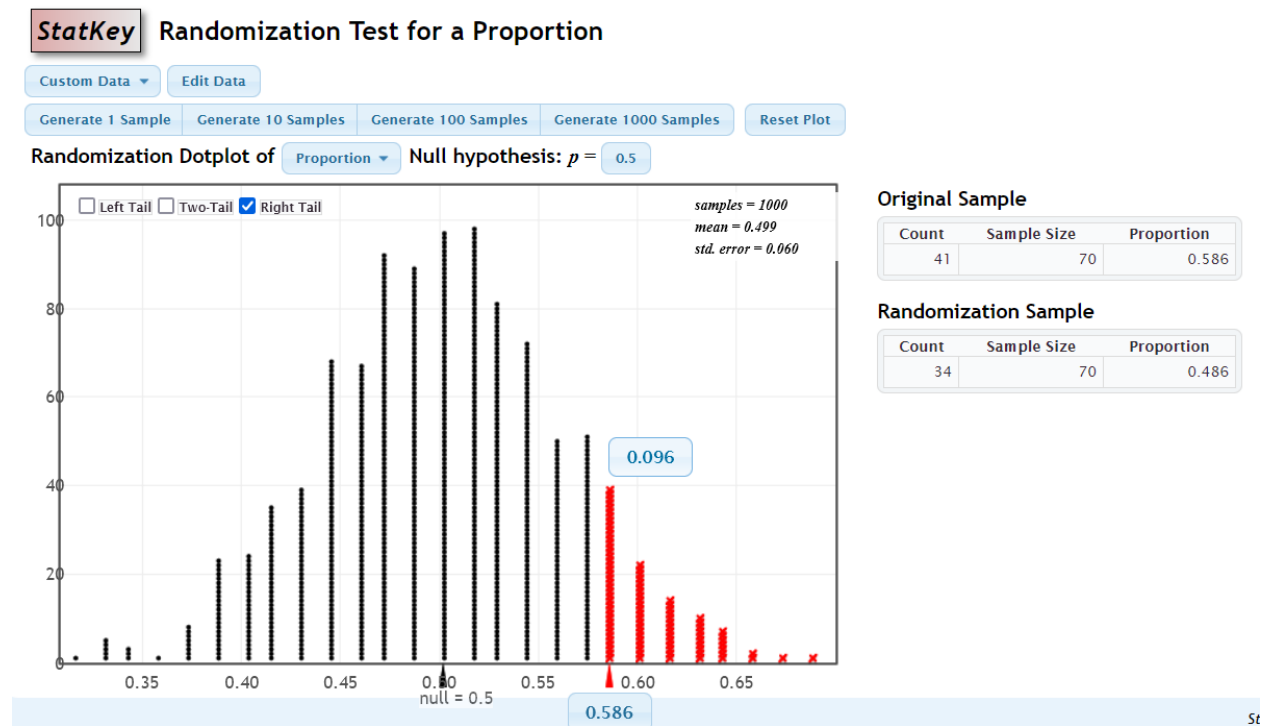 StatKey Randomization Test for a Proportion
Custom Data Edit Data
Generate 1 Sample Generate 10 Samples Generate 100 Samples Generate 1000 Samples Reset Plot
Randomization Dotplot of Proportion Null hypothesis: p = 0.5
Left Tail Two-Tail Right Tail
samples = 1000
mean = 0.499
std. error = 0.060
100
80
60
40
20
0
0.096
0.35 0.40 0.45 0.50 0.55 0.60 0.65
null = 0.5
0.586
Original Sample
Count Sample Size Proportion
41 70 0.586
Randomization Sample
Count Sample Size Proportion
34 70 0.486
St